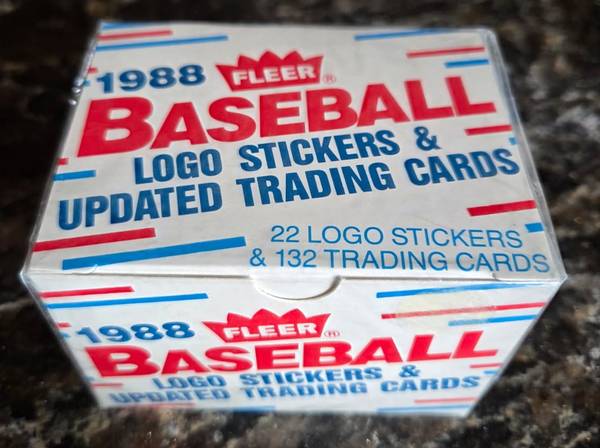 1988 FLEER®
BASEBALL
LOGO STICKERS &
UPDATED TRADING CARDS
22 LOGO STICKERS
& 132 TRADING CARDS
1988 FLEER®
BASEBALL
LOGO STICKERS &
UPDATED TRADING CARDS